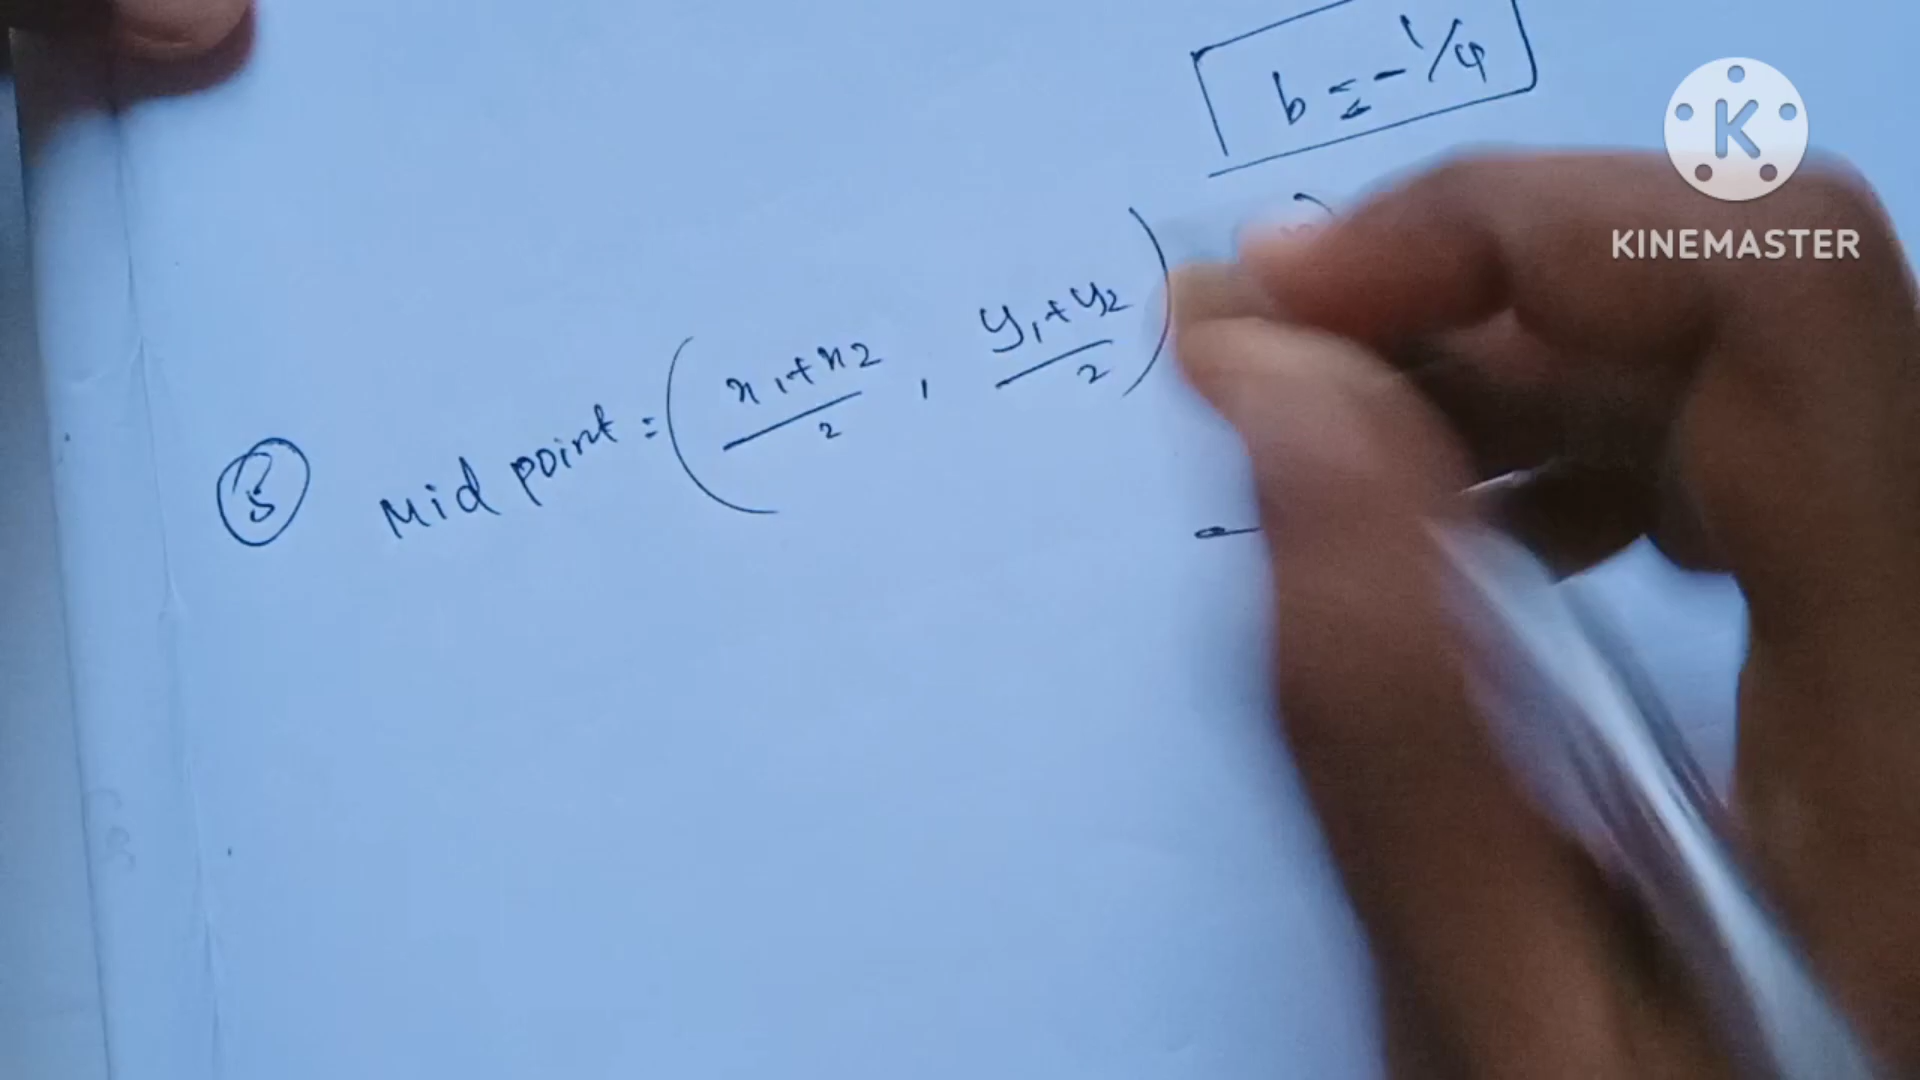 b = -1/4
K
KINEMASTER
5 Mid point = (x1+x2/2 , y1+y2/2)